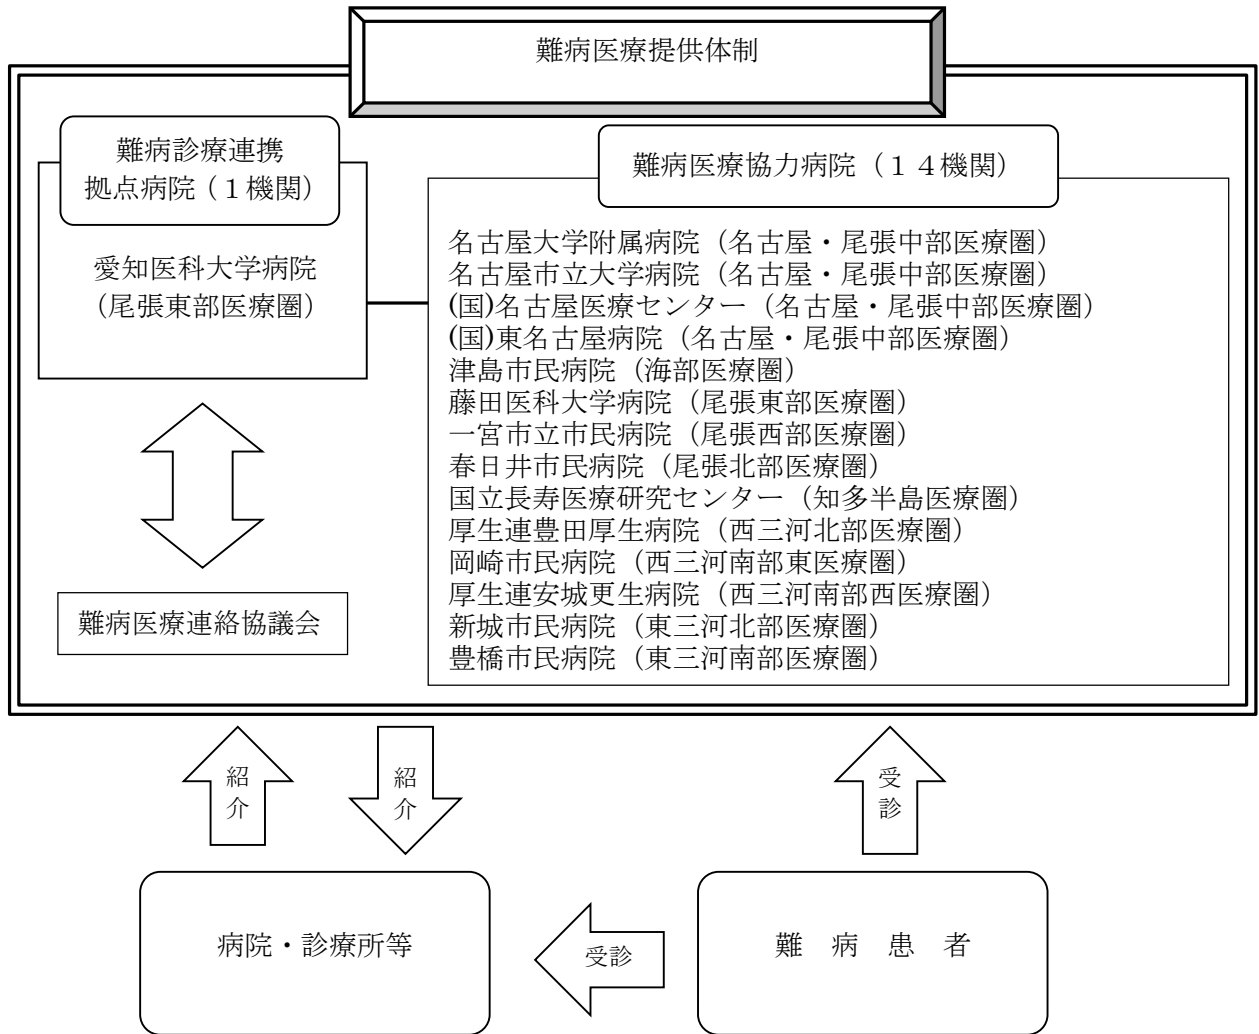 難病医療提供体制
難病診療連携
拠点病院（１機関）
愛知医科大学病院
（尾張東部医療圏）
難病医療連絡協議会
難病医療協力病院（１４機関）
名古屋大学附属病院（名古屋・尾張中部医療圏）
名古屋市立大学病院（名古屋・尾張中部医療圏）
(国)名古屋医療センター（名古屋・尾張中部医療圏）
(国)東名古屋病院（名古屋・尾張中部医療圏）
津島市民病院（海部医療圏）
藤田医科大学病院（尾張東部医療圏）
一宮市立市民病院（尾張西部医療圏）
春日井市民病院（尾張北部医療圏）
国立長寿医療研究センター（知多半島医療圏）
厚生連豊田厚生病院（西三河北部医療圏）
岡崎市民病院（西三河南部東医療圏）
厚生連安城更生病院（西三河南部西医療圏）
新城市民病院（東三河北部医療圏）
豊橋市民病院（東三河南部医療圏）
紹介
紹介
受診
病院・診療所等
受診
難病患者